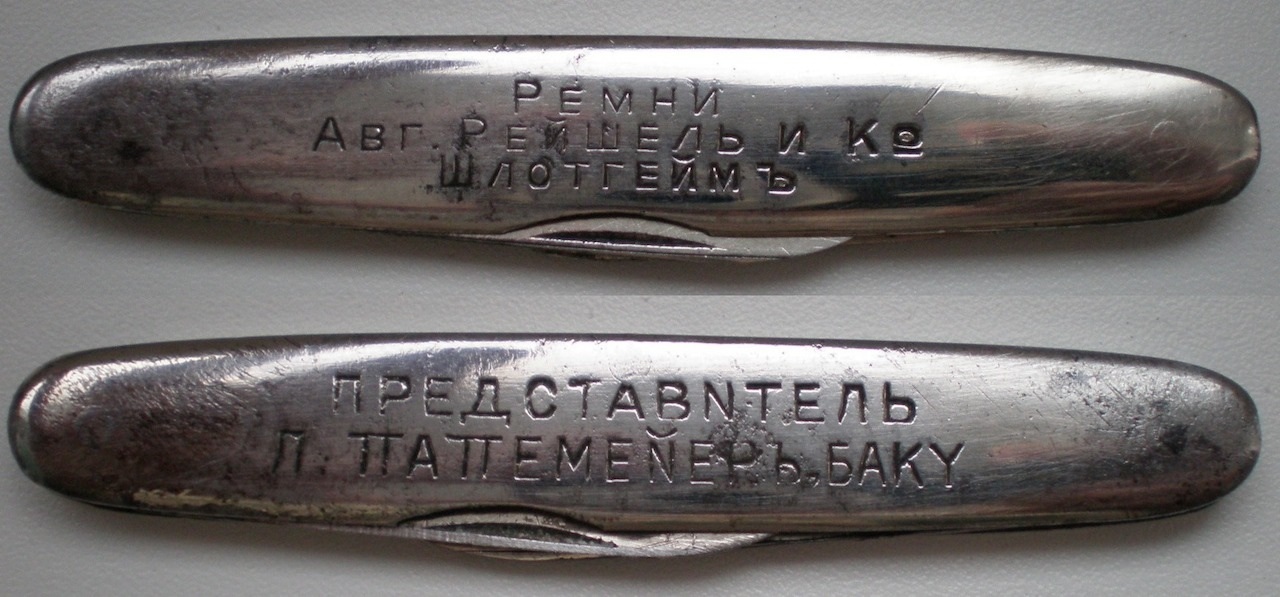 Ремни
Авг. Рейшель и Ко
Шлотгеймъ
ПРЕДСТАВИТЕЛЬ
П. ПАПЕМЕЙЕРЪ, БАКУ